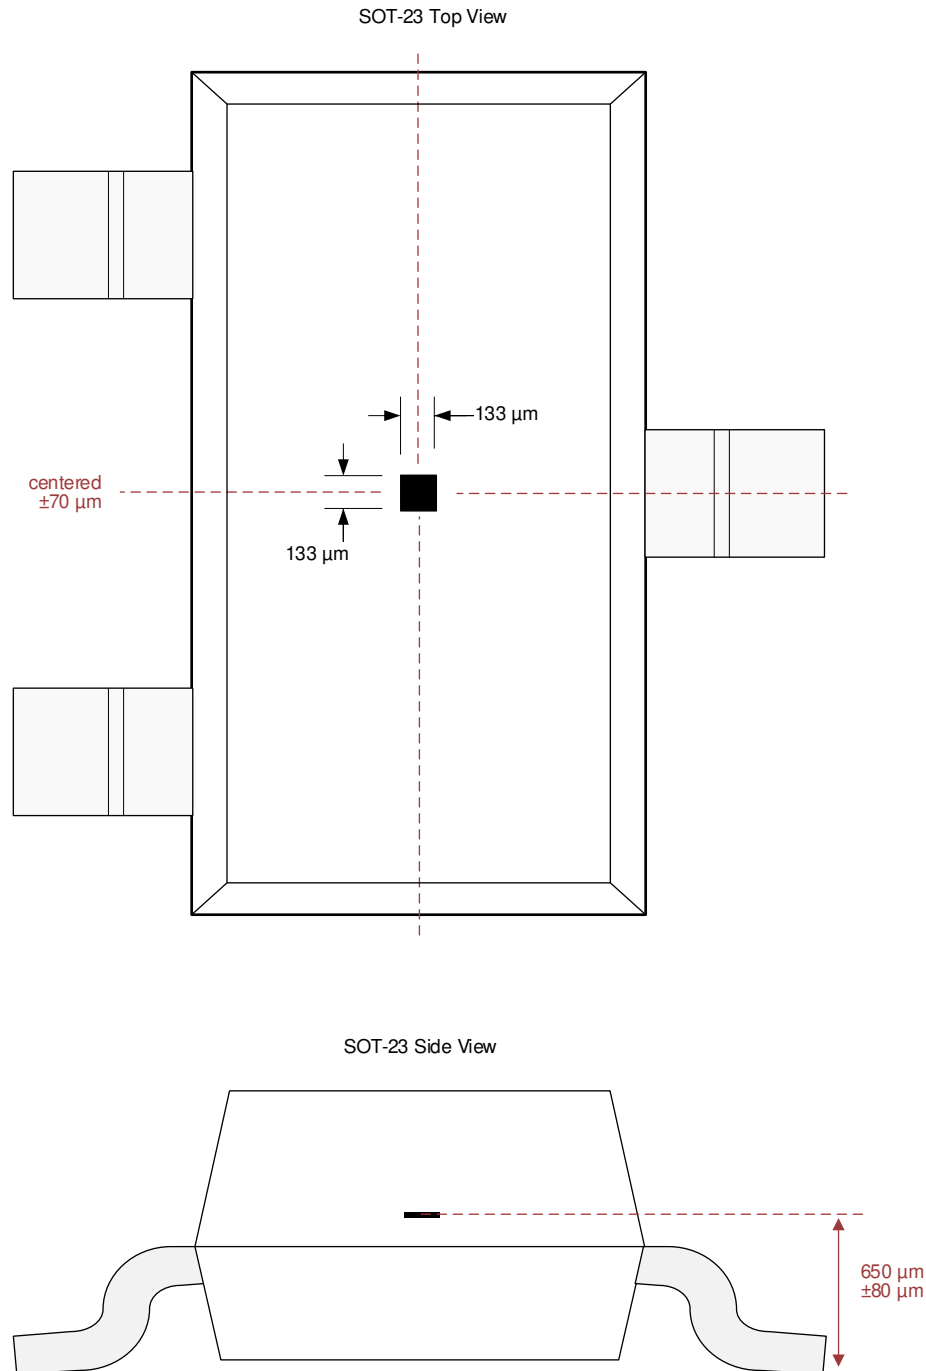 SOT-23 Top View
133 µm
centered
±70 µm
133 µm
SOT-23 Side View
650 µm
±80 µm